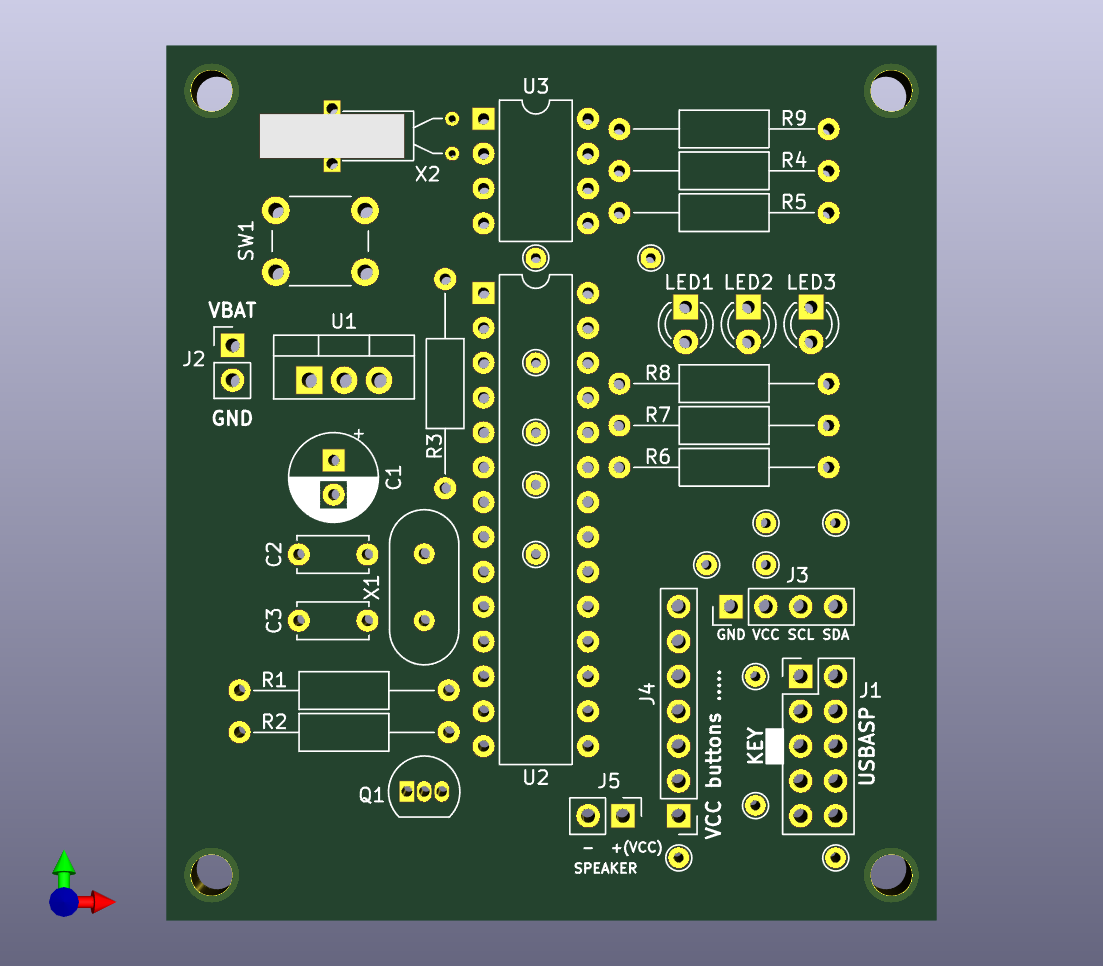 U3
R9
R4
X2
R5
SW1
LED1 LED2 LED3
VBAT
U1
J2
R8
GND
R7
R3
R6
+
C1
C2
X1
J3
C3
GND VCC SCL SDA
R1
J4
J1
R2
VCC buttons .....
KEY
USBASP
U2
J5
Q1
- +(VCC)
SPEAKER